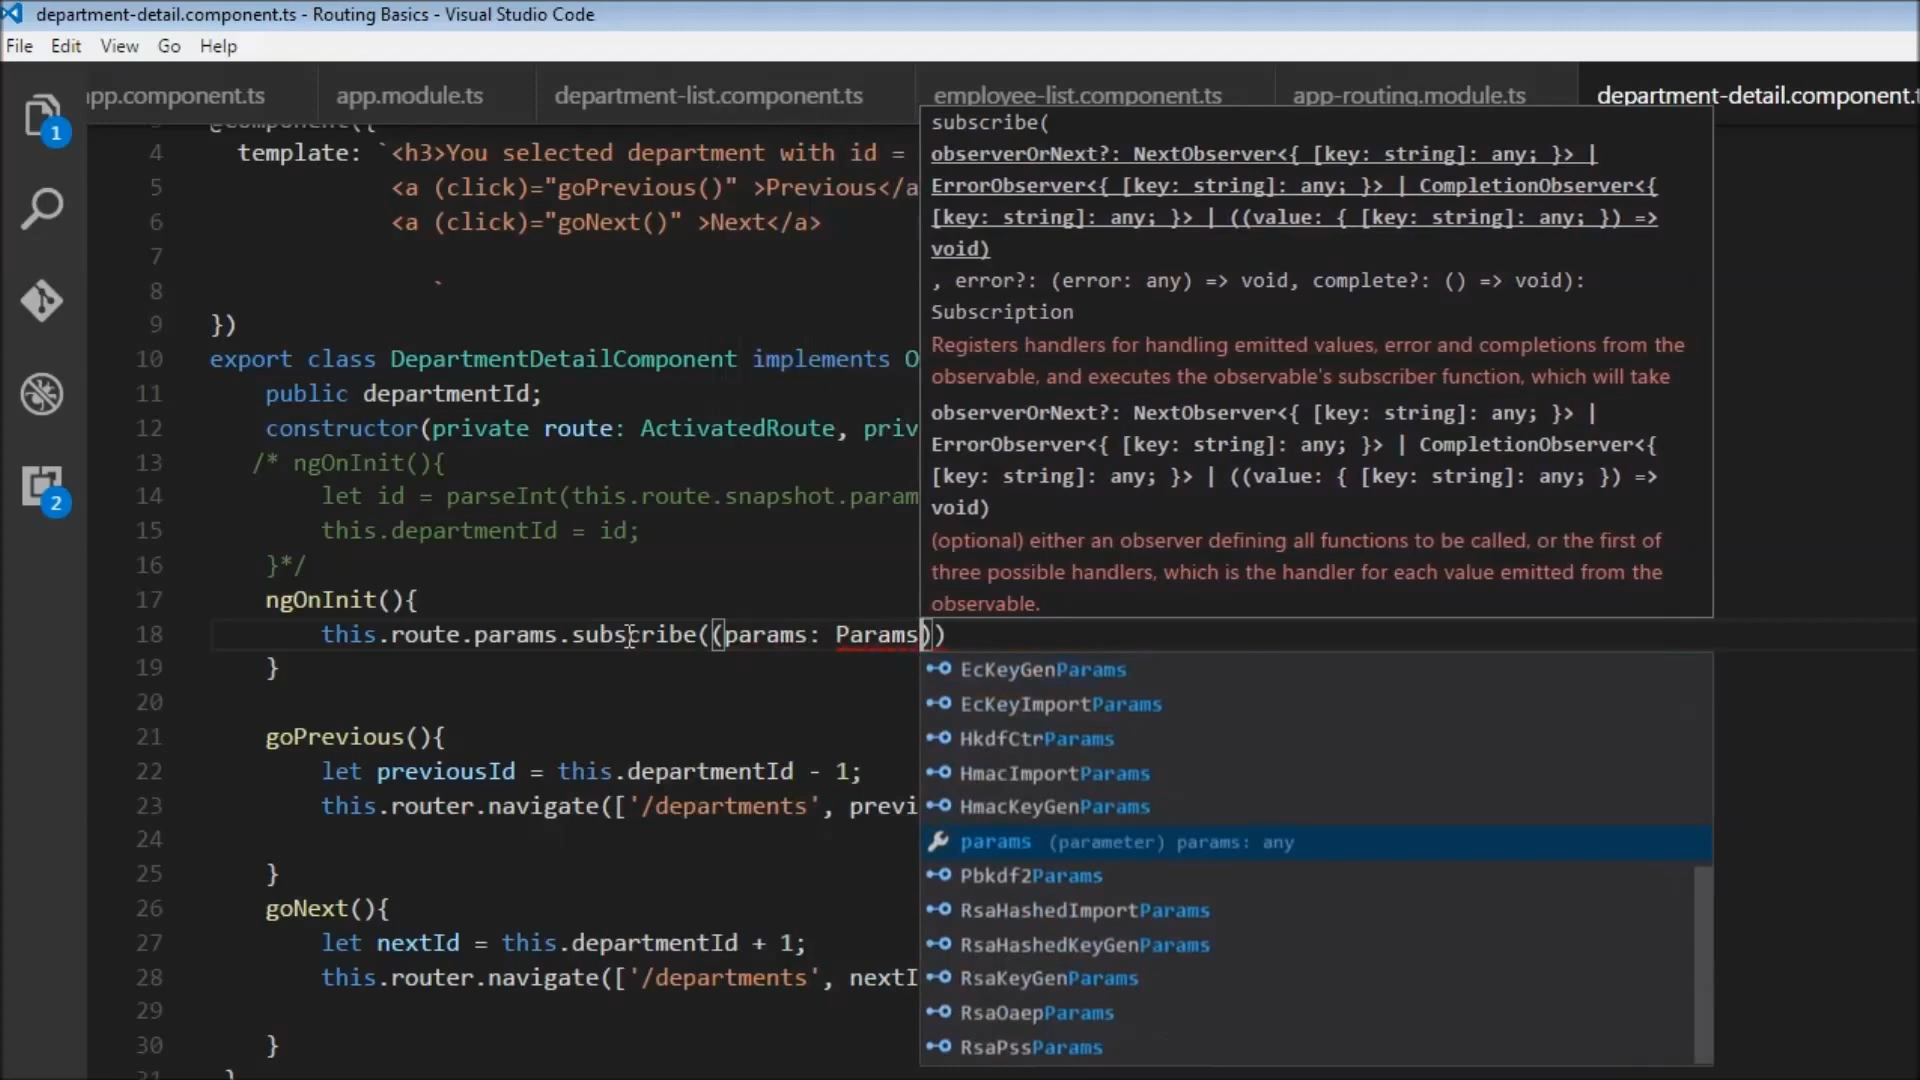 department-detail.component.ts - Routing Basics - Visual Studio Code
File Edit View Go Help
app.component.ts app.module.ts department-list.component.ts employee-list.component.ts app-routing.module.ts department-detail.component.t
1
2
@Component({
4 template: `<h3>You selected department with id =
5 <a (click)="goPrevious()" >Previous</a
6 <a (click)="goNext()" >Next</a>
7
8 `
9 })
10 export class DepartmentDetailComponent implements O
11 public departmentId;
12 constructor(private route: ActivatedRoute, priv
13 /* ngOnInit(){
14 let id = parseInt(this.route.snapshot.param
15 this.departmentId = id;
16 }*/
17 ngOnInit(){
18 this.route.params.subscribe((params: Params))
19 }
20
21 goPrevious(){
22 let previousId = this.departmentId - 1;
23 this.router.navigate(['/departments', previ
24
25 }
26 goNext(){
27 let nextId = this.departmentId + 1;
28 this.router.navigate(['/departments', nextI
29
30 }
31 }
subscribe(
observerOrNext?: NextObserver<{ [key: string]: any; }> |
ErrorObserver<{ [key: string]: any; }> | CompletionObserver<{
[key: string]: any; }> | ((value: { [key: string]: any; }) =>
void)
, error?: (error: any) => void, complete?: () => void):
Subscription
Registers handlers for handling emitted values, error and completions from the
observable, and executes the observable's subscriber function, which will take
observerOrNext?: NextObserver<{ [key: string]: any; }> |
ErrorObserver<{ [key: string]: any; }> | CompletionObserver<{
[key: string]: any; }> | ((value: { [key: string]: any; }) =>
void)
(optional) either an observer defining all functions to be called, or the first of
three possible handlers, which is the handler for each value emitted from the
observable.
EcKeyGenParams
EcKeyImportParams
HkdfCtrParams
HmacImportParams
HmacKeyGenParams
params (parameter) params: any
Pbkdf2Params
RsaHashedImportParams
RsaHashedKeyGenParams
RsaKeyGenParams
RsaOaepParams
RsaPssParams